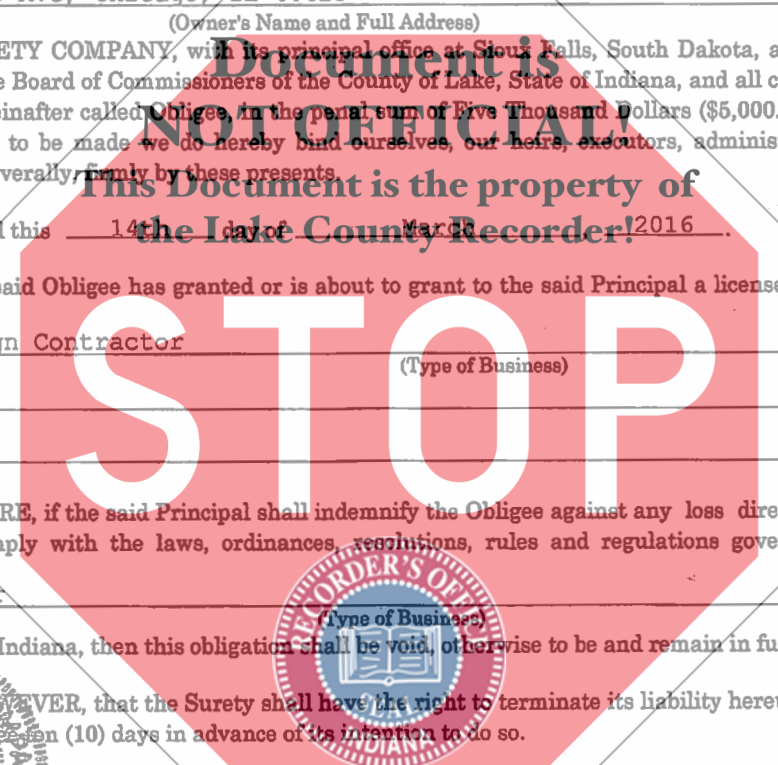 (Owner's Name and Full Address)
ETY COMPANY, with its principal office at Sioux Falls, South Dakota, a
e Board of Commissioners of the County of Lake, State of Indiana, and all c
einafter called Obligee, in the penal sum of Five Thousand Dollars ($5,000.
to be made we do hereby bind ourselves, our heirs, executors, adminis
verally, firmly by these presents.
Document is
NOT OFFICIAL!
This Document is the property of
the Lake County Recorder!
d this 14th day of March, 2016.
said Obligee has granted or is about to grant to the said Principal a license
gn Contractor
(Type of Business)
STOP
RE, if the said Principal shall indemnify the Obligee against any loss dire
mply with the laws, ordinances, resolutions, rules and regulations gove
(Type of Business)
Indiana, then this obligation shall be void, otherwise to be and remain in fu
WEVER, that the Surety shall have the right to terminate its liability hereu
ten (10) days in advance of its intention to do so.
RECORDER'S OFFICE
SEAL
INDIANA